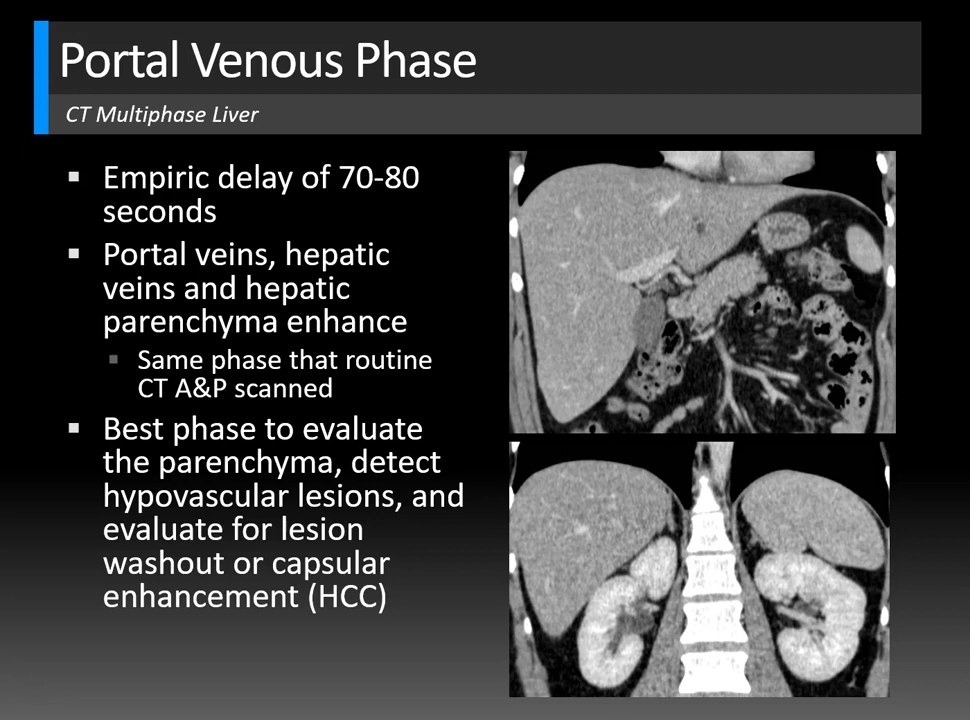 Portal Venous Phase
CT Multiphase Liver
▪ Empiric delay of 70-80
seconds
▪ Portal veins, hepatic
veins and hepatic
parenchyma enhance
▪ Same phase that routine
CT A&P scanned
▪ Best phase to evaluate
the parenchyma, detect
hypovascular lesions, and
evaluate for lesion
washout or capsular
enhancement (HCC)